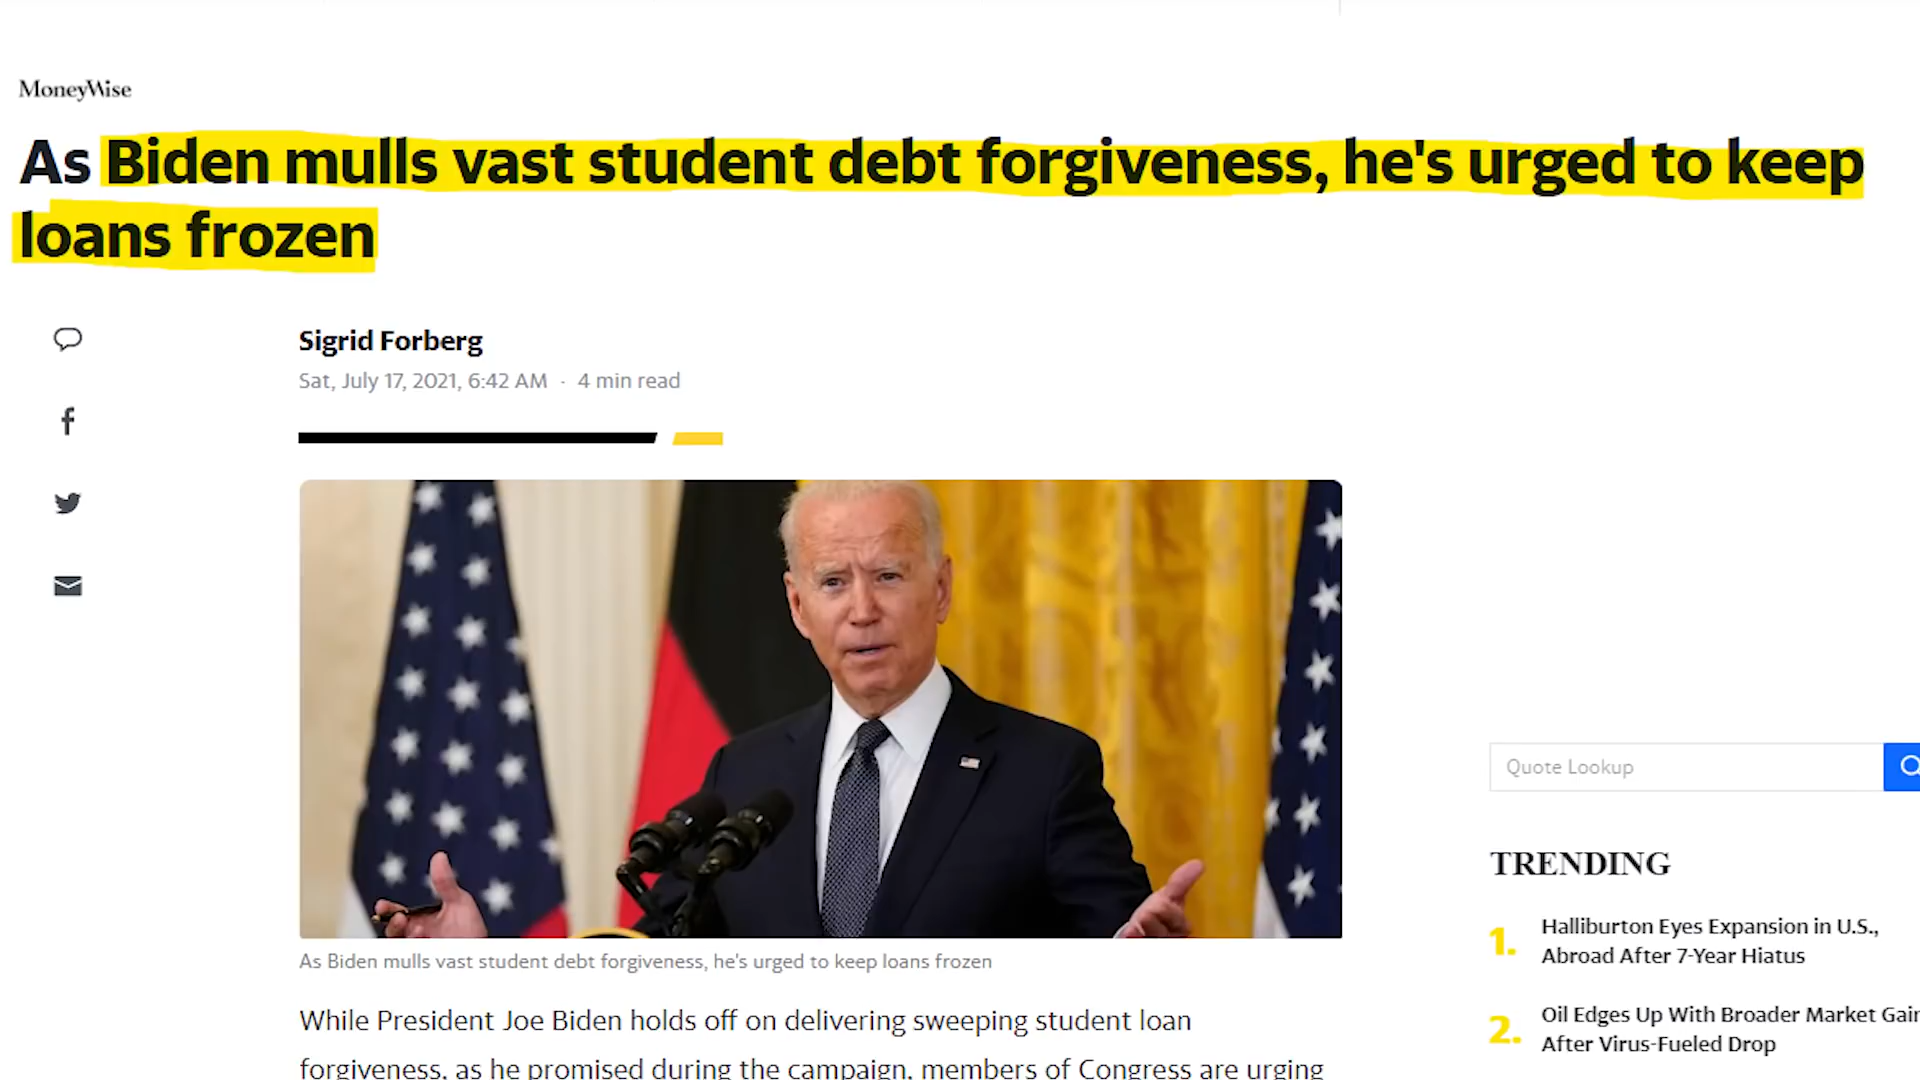 MoneyWise
As Biden mulls vast student debt forgiveness, he's urged to keep
loans frozen
Sigrid Forberg
Sat, July 17, 2021, 6:42 AM · 4 min read
As Biden mulls vast student debt forgiveness, he's urged to keep loans frozen
While President Joe Biden holds off on delivering sweeping student loan
forgiveness, as he promised during the campaign, members of Congress are urging
Quote Lookup
TRENDING
1. Halliburton Eyes Expansion in U.S.,
Abroad After 7-Year Hiatus
2. Oil Edges Up With Broader Market
After Virus-Fueled Drop